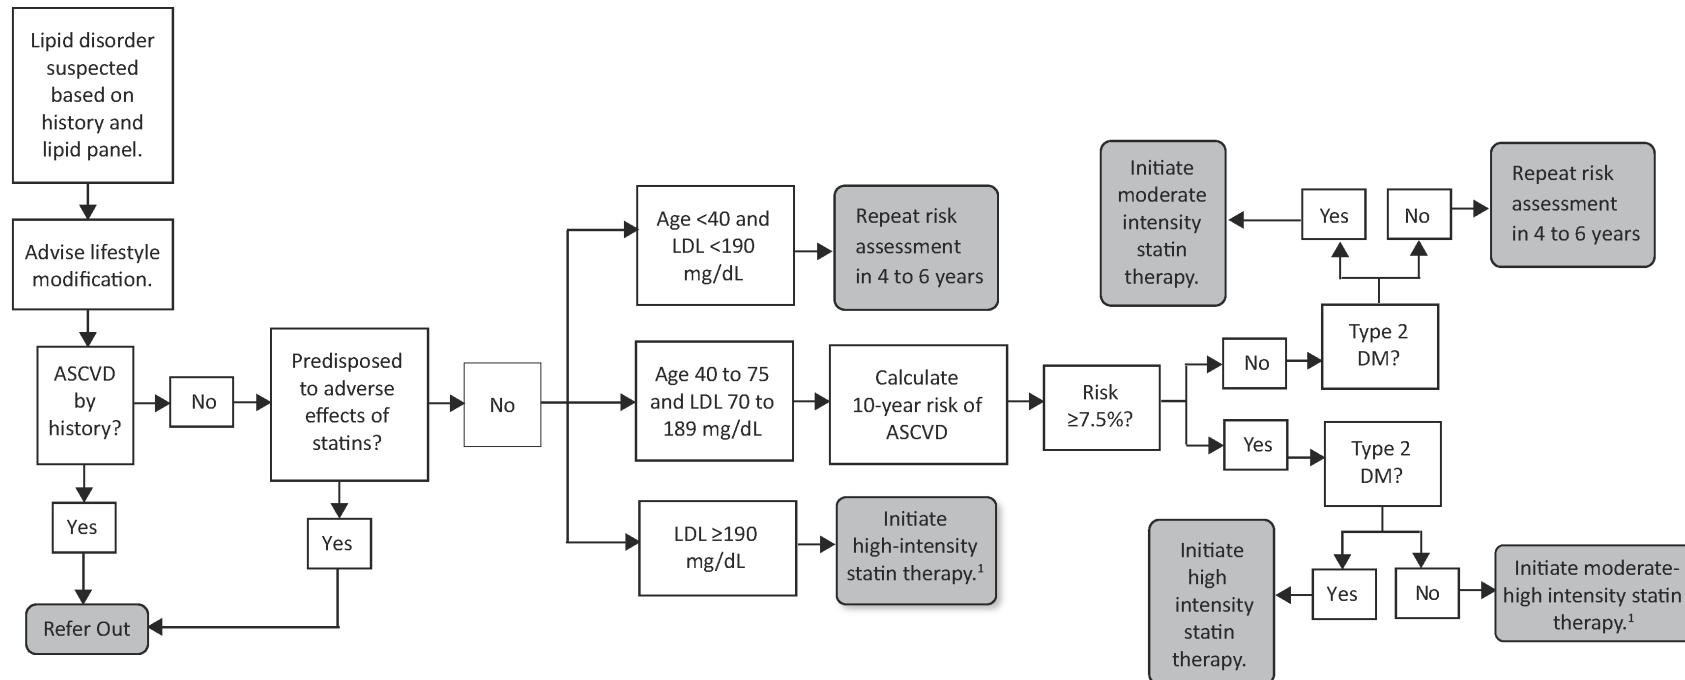 Lipid disorder
suspected
based on
history and
lipid panel.
Advise lifestyle
modification.
ASCVD
by
history?
No
Yes
Refer Out
Predisposed
to adverse
effects of
statins?
Yes
No
Age <40 and
LDL <190
mg/dL
Repeat risk
assessment
in 4 to 6 years
Age 40 to 75
and LDL 70 to
189 mg/dL
Calculate
10-year risk of
ASCVD
Risk
≥7.5%?
LDL ≥190
mg/dL
Initiate
high-intensity
statin therapy.¹
No
Type 2
DM?
Yes
Initiate
moderate
intensity
statin
therapy.
No
Repeat risk
assessment
in 4 to 6 years
Yes
Type 2
DM?
Yes
Initiate
high
intensity
statin
therapy.
No
Initiate moderate-
high intensity statin
therapy.¹